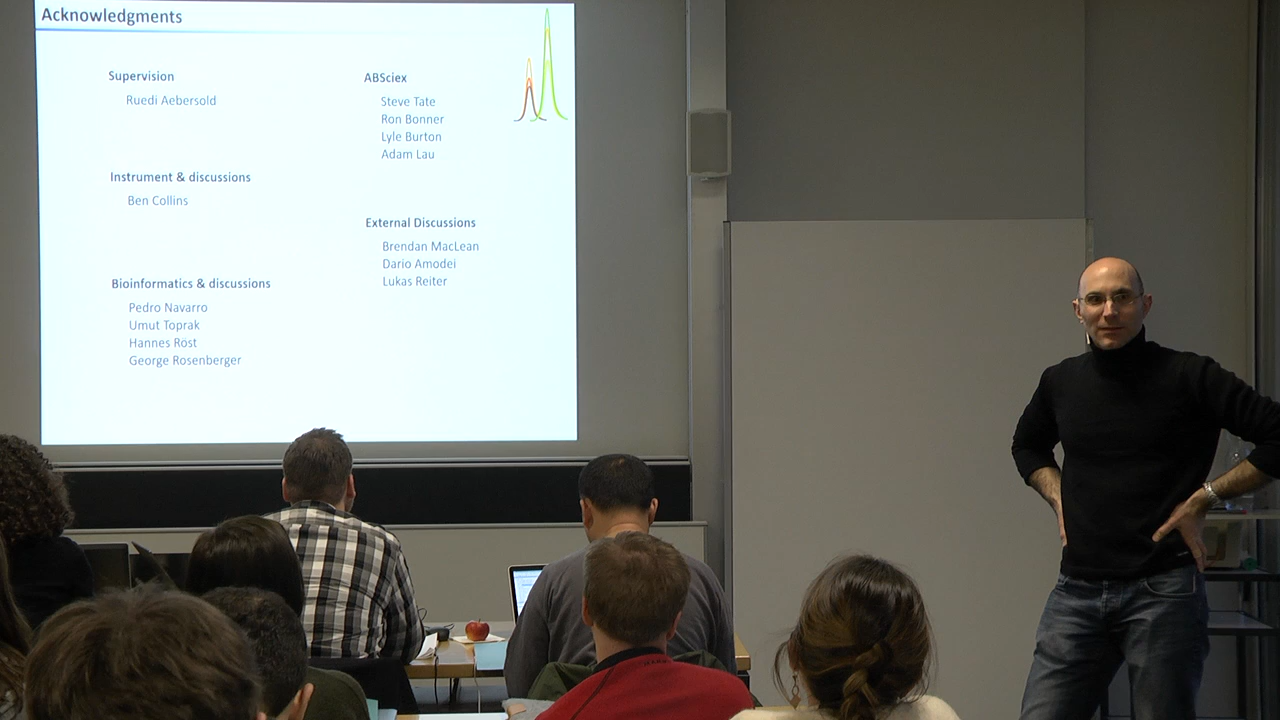 Acknowledgments
Supervision
Ruedi Aebersold
Instrument & discussions
Ben Collins
Bioinformatics & discussions
Pedro Navarro
Umut Toprak
Hannes Röst
George Rosenberger
ABSciex
Steve Tate
Ron Bonner
Lyle Burton
Adam Lau
External Discussions
Brendan MacLean
Dario Amodei
Lukas Reiter